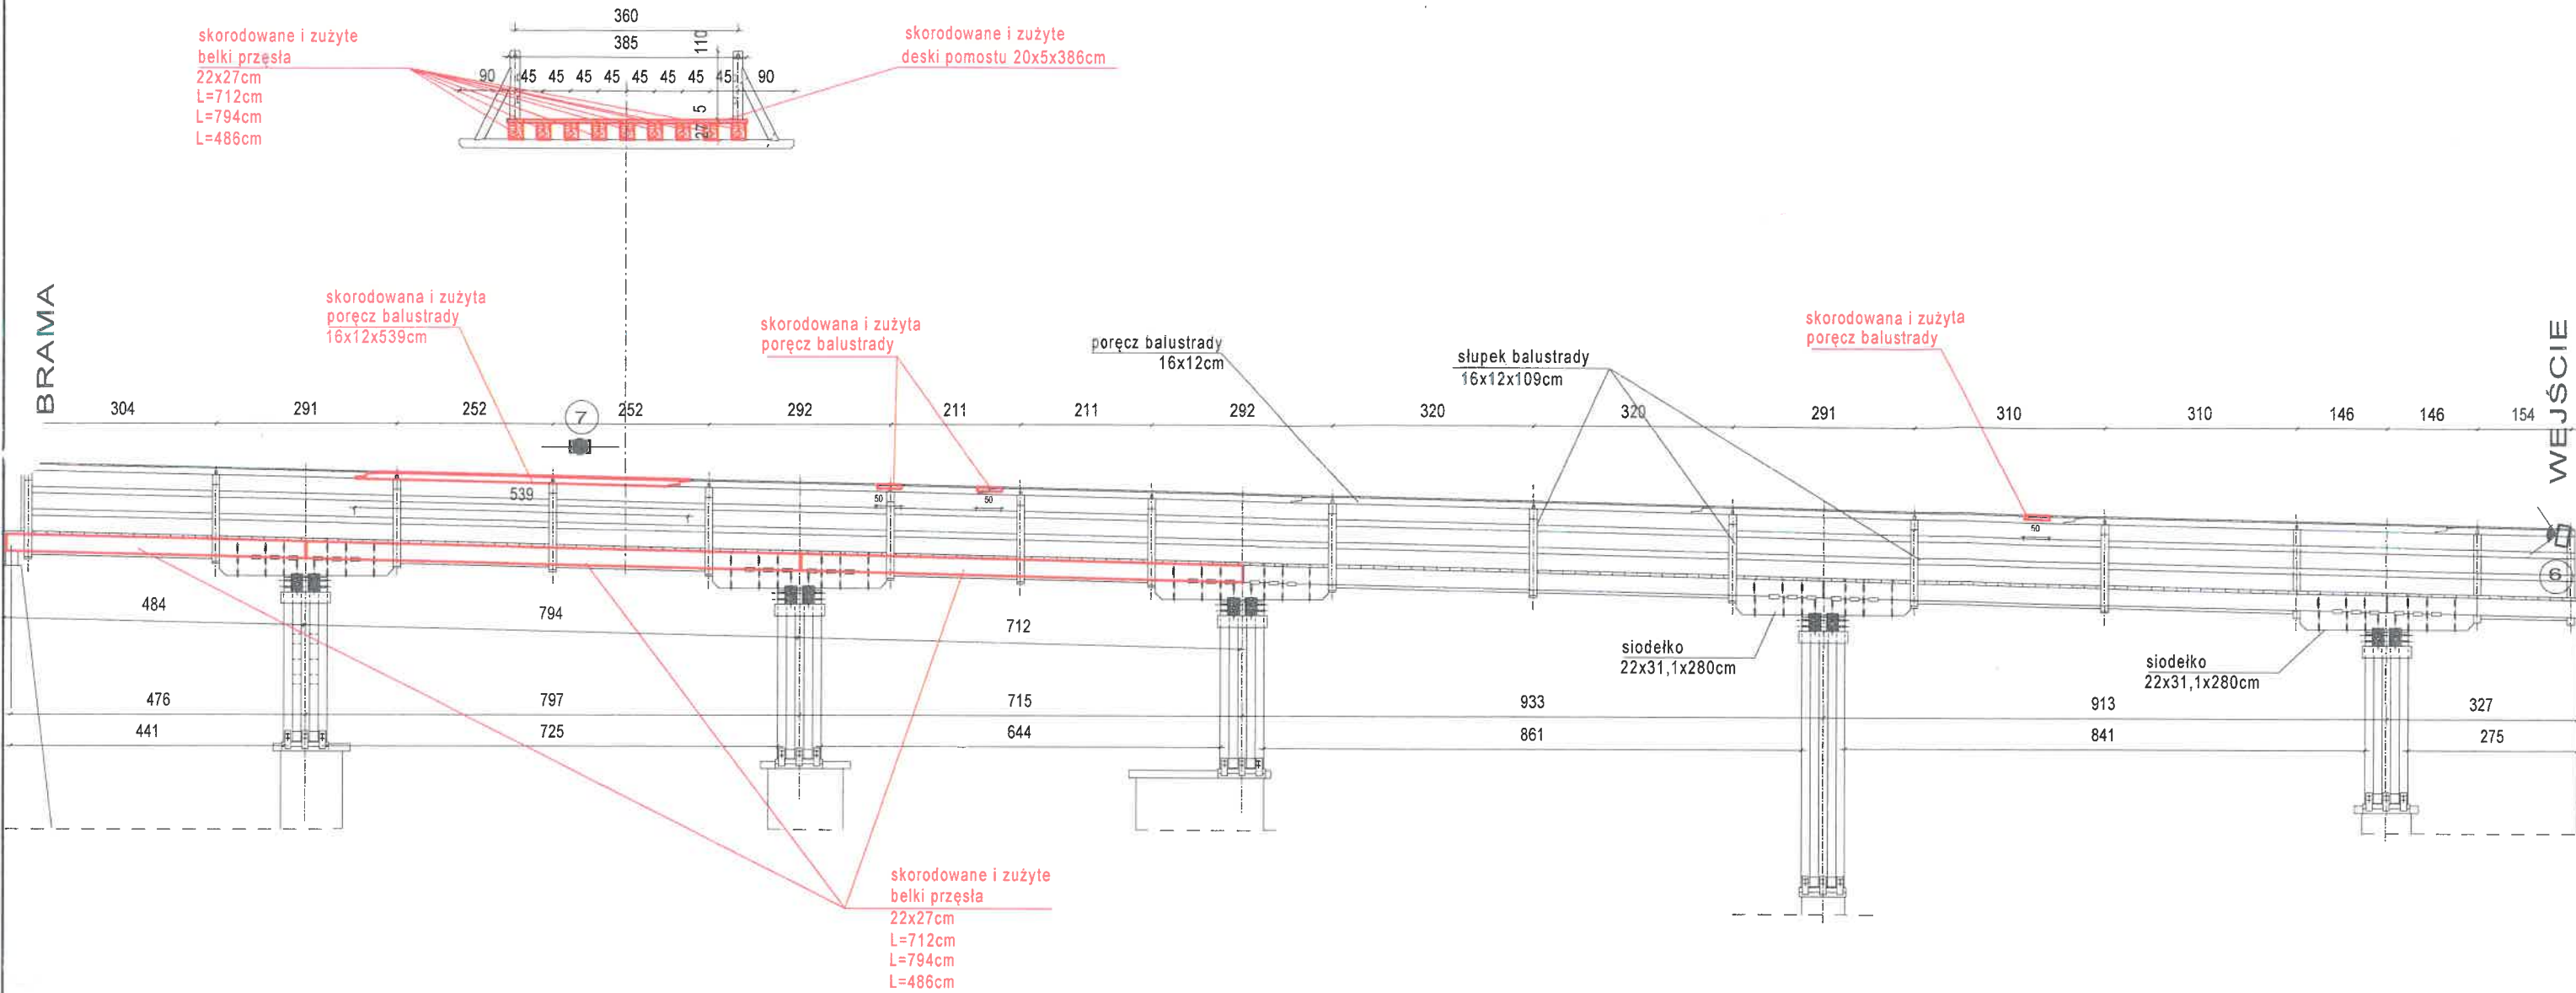 360
skorodowane i zużyte
belki przęsła
22x27cm
L=712cm
L=794cm
L=486cm
385
110
skorodowane i zużyte
deski pomostu 20x5x386cm
90 45 45 45 45 45 45 45 45 90
5
27
BRAMA
WEJŚCIE
skorodowana i zużyta
poręcz balustrady
16x12x539cm
skorodowana i zużyta
poręcz balustrady
poręcz balustrady
16x12cm
słupek balustrady
16x12x109cm
skorodowana i zużyta
poręcz balustrady
304 291 252 252 292 211 211 292 320 320 291 310 310 146 146 154
7
539
50
50
50
6
484
794
712
siodełko
22x31,1x280cm
siodełko
22x31,1x280cm
476 797 715 933 913 327
441 725 644 861 841 275
skorodowane i zużyte
belki przęsła
22x27cm
L=712cm
L=794cm
L=486cm